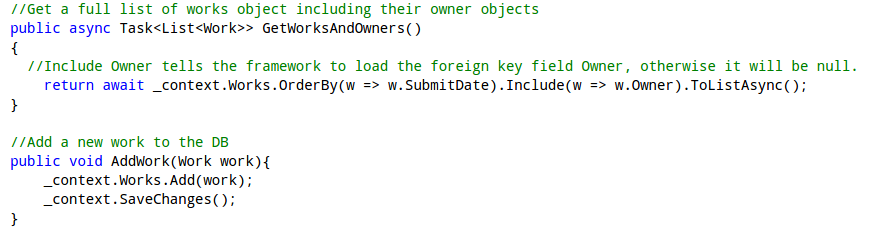 //Get a full list of works object including their owner objects
public async Task<List<Work>> GetWorksAndOwners()
{
//Include Owner tells the framework to load the foreign key field Owner, otherwise it will be null.
return await _context.Works.OrderBy(w => w.SubmitDate).Include(w => w.Owner).ToListAsync();
}
//Add a new work to the DB
public void AddWork(Work work){
_context.Works.Add(work);
_context.SaveChanges();
}